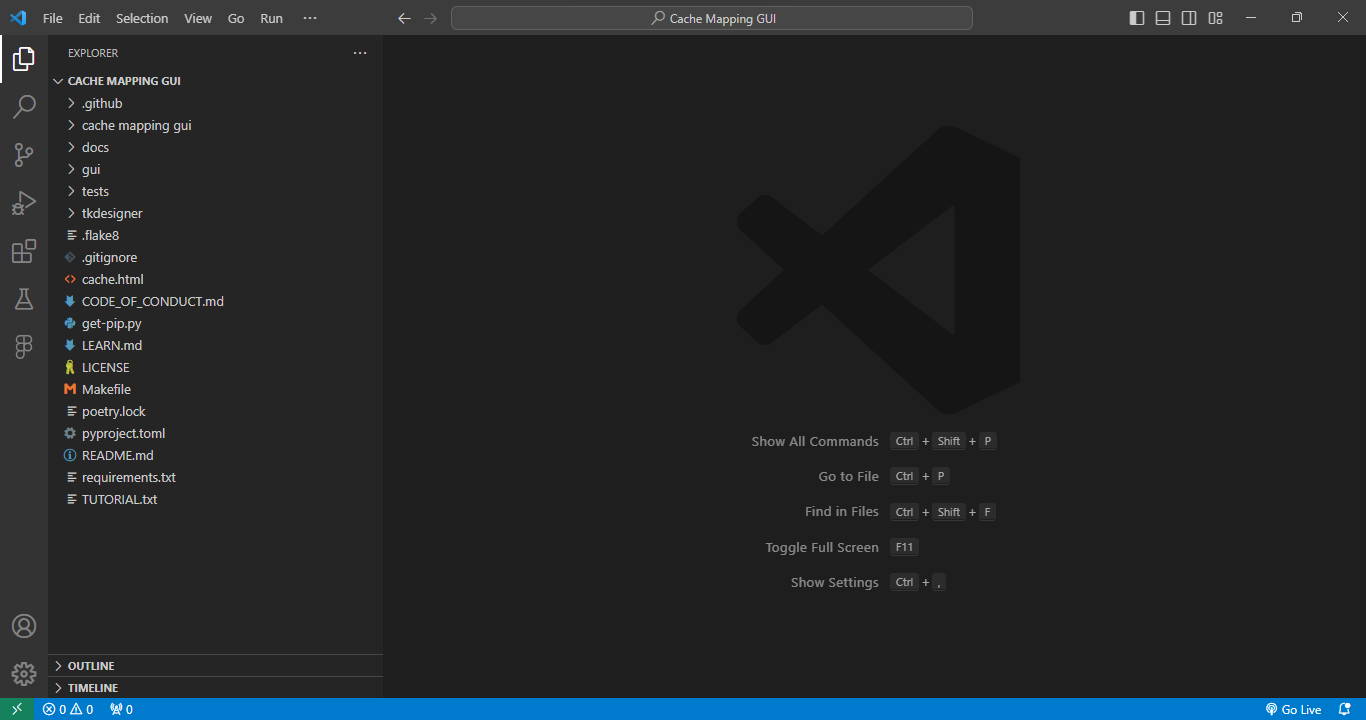 File Edit Selection View Go Run ···
Cache Mapping GUI
EXPLORER ···
CACHE MAPPING GUI
.github
cache mapping gui
docs
gui
tests
tkdesigner
.flake8
.gitignore
cache.html
CODE_OF_CONDUCT.md
get-pip.py
LEARN.md
LICENSE
Makefile
poetry.lock
pyproject.toml
README.md
requirements.txt
TUTORIAL.txt
OUTLINE
TIMELINE
Show All Commands Ctrl + Shift + P
Go to File Ctrl + P
Find in Files Ctrl + Shift + F
Toggle Full Screen F11
Show Settings Ctrl + ,
0 0 0 Go Live